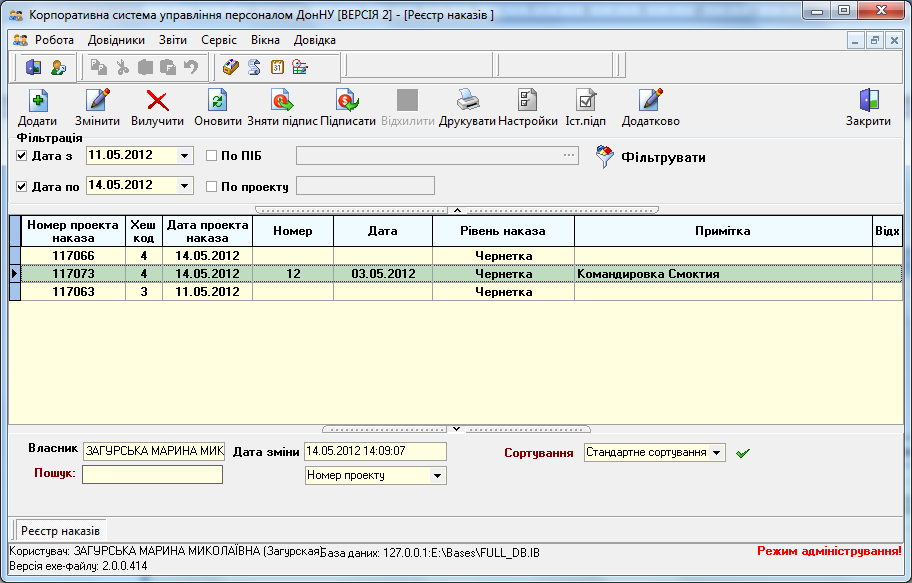 Корпоративна система управління персоналом ДонНУ [ВЕРСІЯ 2] - [Реєстр наказів ]
Робота Довідники Звіти Сервіс Вікна Довідка
Додати Змінити Вилучити Оновити Зняти підпис Підписати Відхилити Друкувати Настройки Іст.підп Додатково Закрити
Фільтрація
Дата з 11.05.2012 По ПІБ ... Фільтрувати
Дата по 14.05.2012 По проекту
Номер проекта наказа Хеш код Дата проекта наказа Номер Дата Рівень наказа Примітка Відх
117066 4 14.05.2012 Чернетка
117073 4 14.05.2012 12 03.05.2012 Чернетка Командировка Смоктия
117063 3 11.05.2012 Чернетка
Власник ЗАГУРСЬКА МАРИНА МИК Дата зміни 14.05.2012 14:09:07 Сортування Стандартне сортування
Пошук: Номер проекту
Реєстр наказів
Користувач: ЗАГУРСЬКА МАРИНА МИКОЛАЇВНА (Загурская База даних: 127.0.0.1:E:\Bases\FULL_DB.IB Режим адміністрування!
Версія exe-файлу: 2.0.0.414